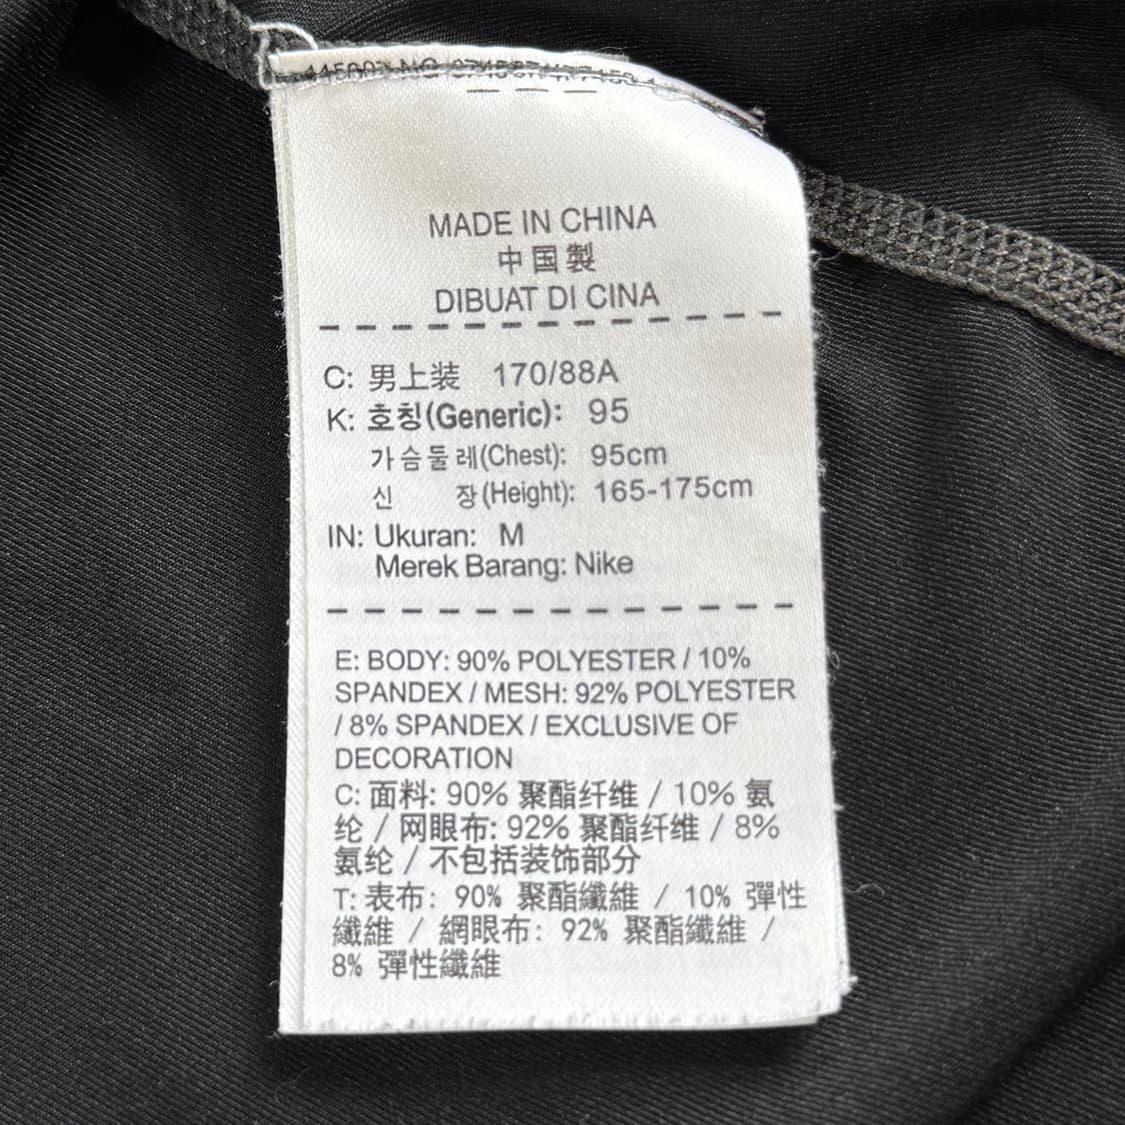 MADE IN CHINA
中国製
DIBUAT DI CINA
C: 男上装 170/88A
K: 호칭(Generic): 95
가슴둘레(Chest): 95cm
신 장(Height): 165-175cm
IN: Ukuran: M
Merek Barang: Nike
E: BODY: 90% POLYESTER / 10%
SPANDEX / MESH: 92% POLYESTER
/ 8% SPANDEX / EXCLUSIVE OF
DECORATION
C: 面料: 90% 聚酯纤维 / 10% 氨
纶 / 网眼布: 92% 聚酯纤维 / 8%
氨纶 / 不包括装饰部分
T: 表布: 90% 聚酯纖維 / 10% 彈性
纖維 / 網眼布: 92% 聚酯纖維 /
8% 彈性纖維